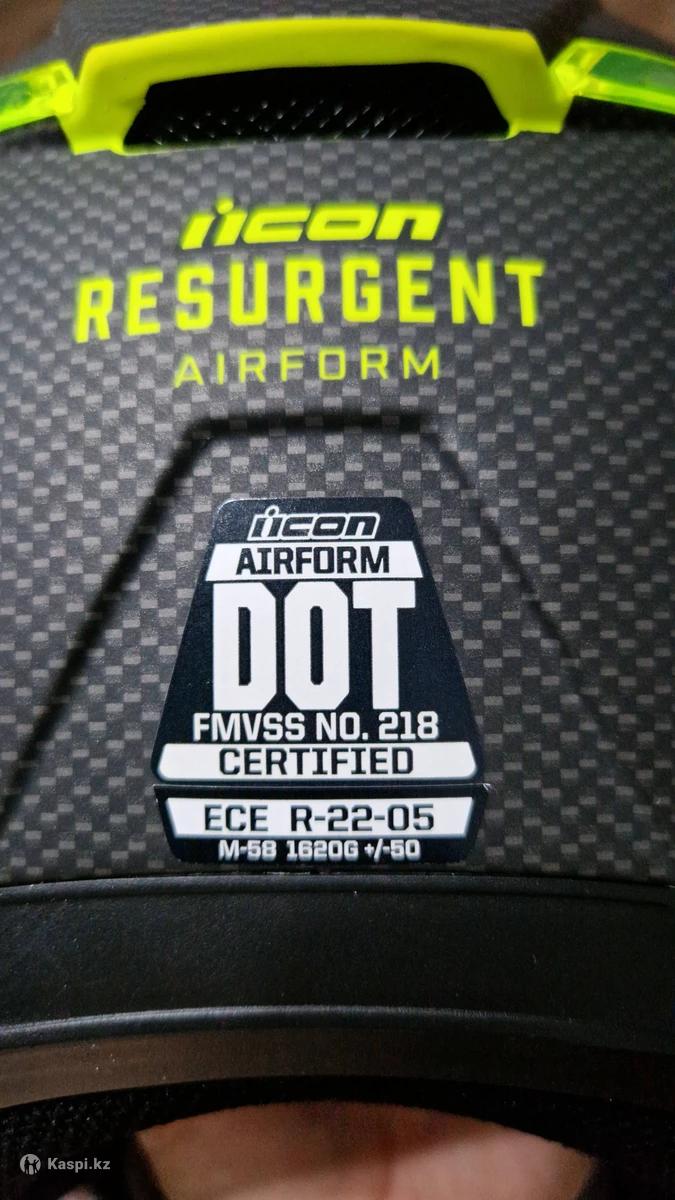 icon
RESURGENT
AIRFORM
icon
AIRFORM
DOT
FMVSS NO. 218
CERTIFIED
ECE R-22-05
M-58 1620G +/-50
Kaspi.kz